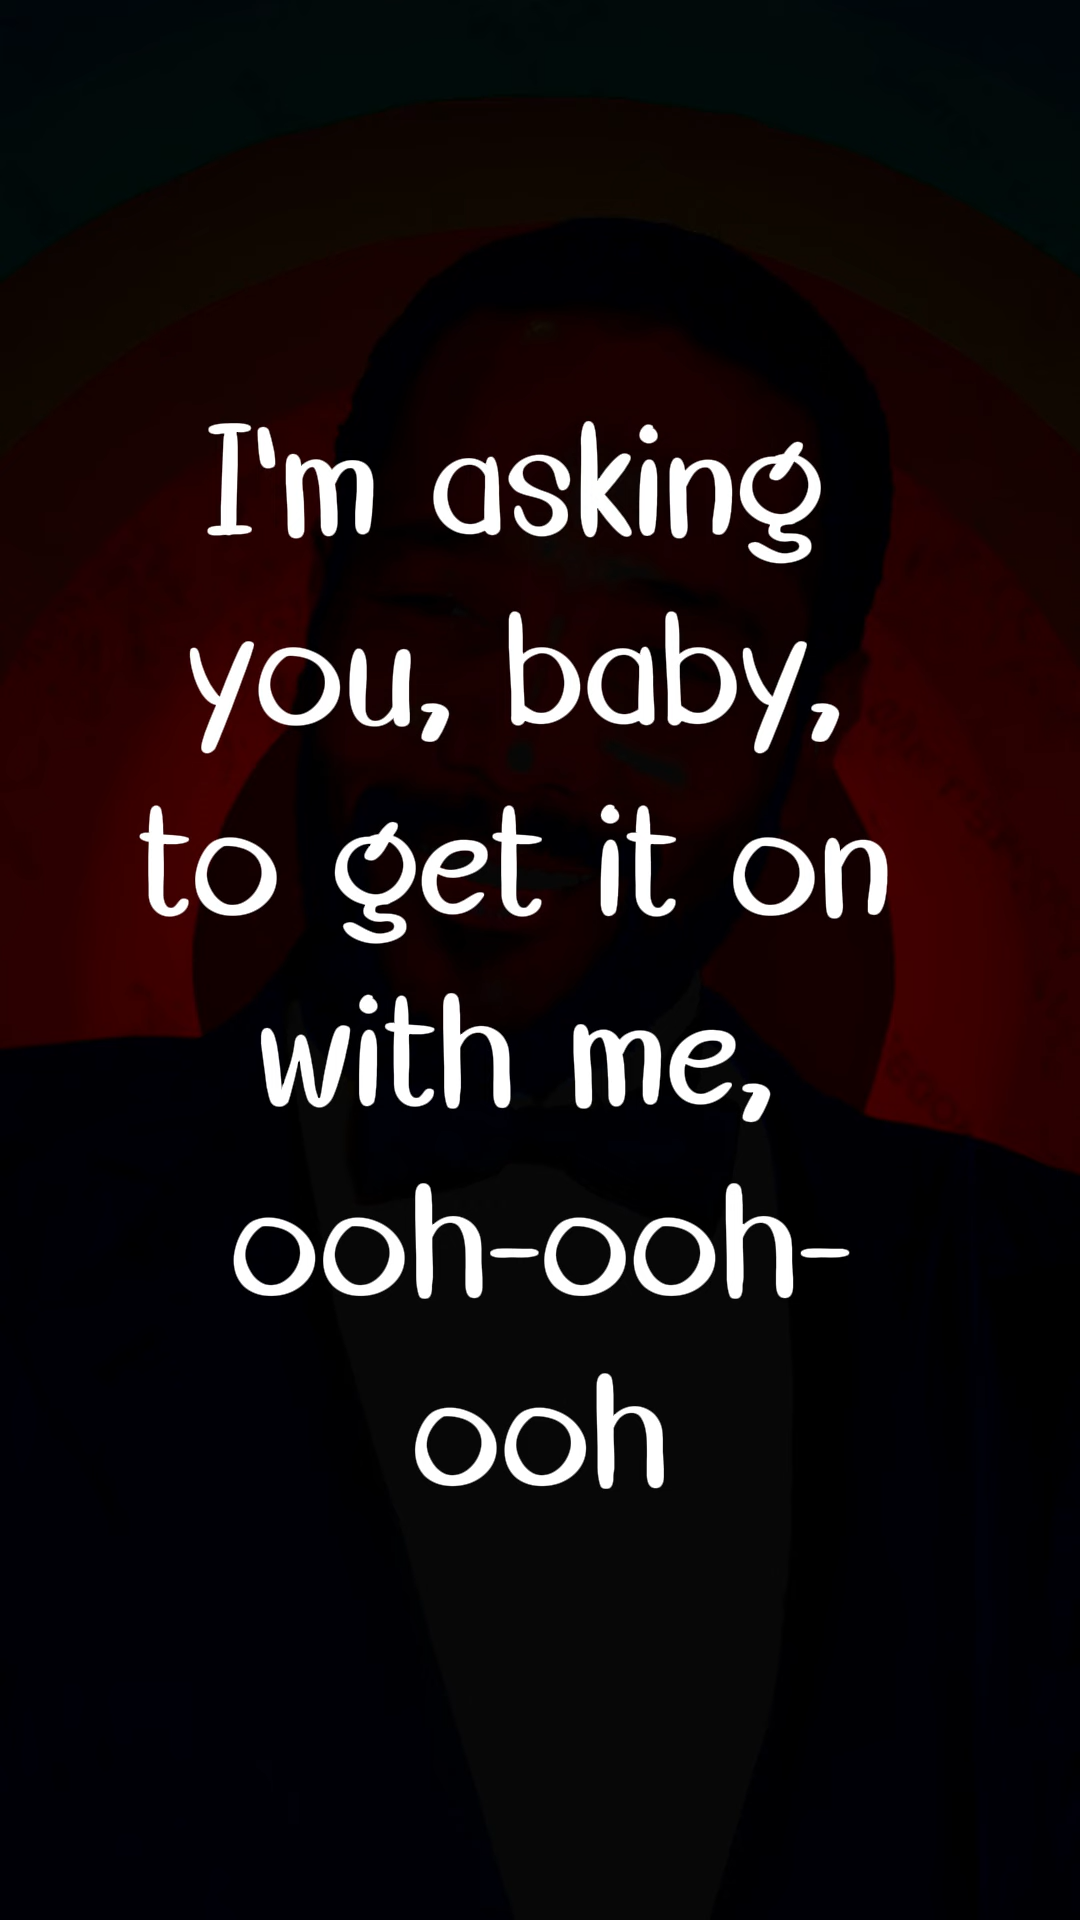 I'm asking
you, baby,
to get it on
with me,
ooh-ooh-
ooh